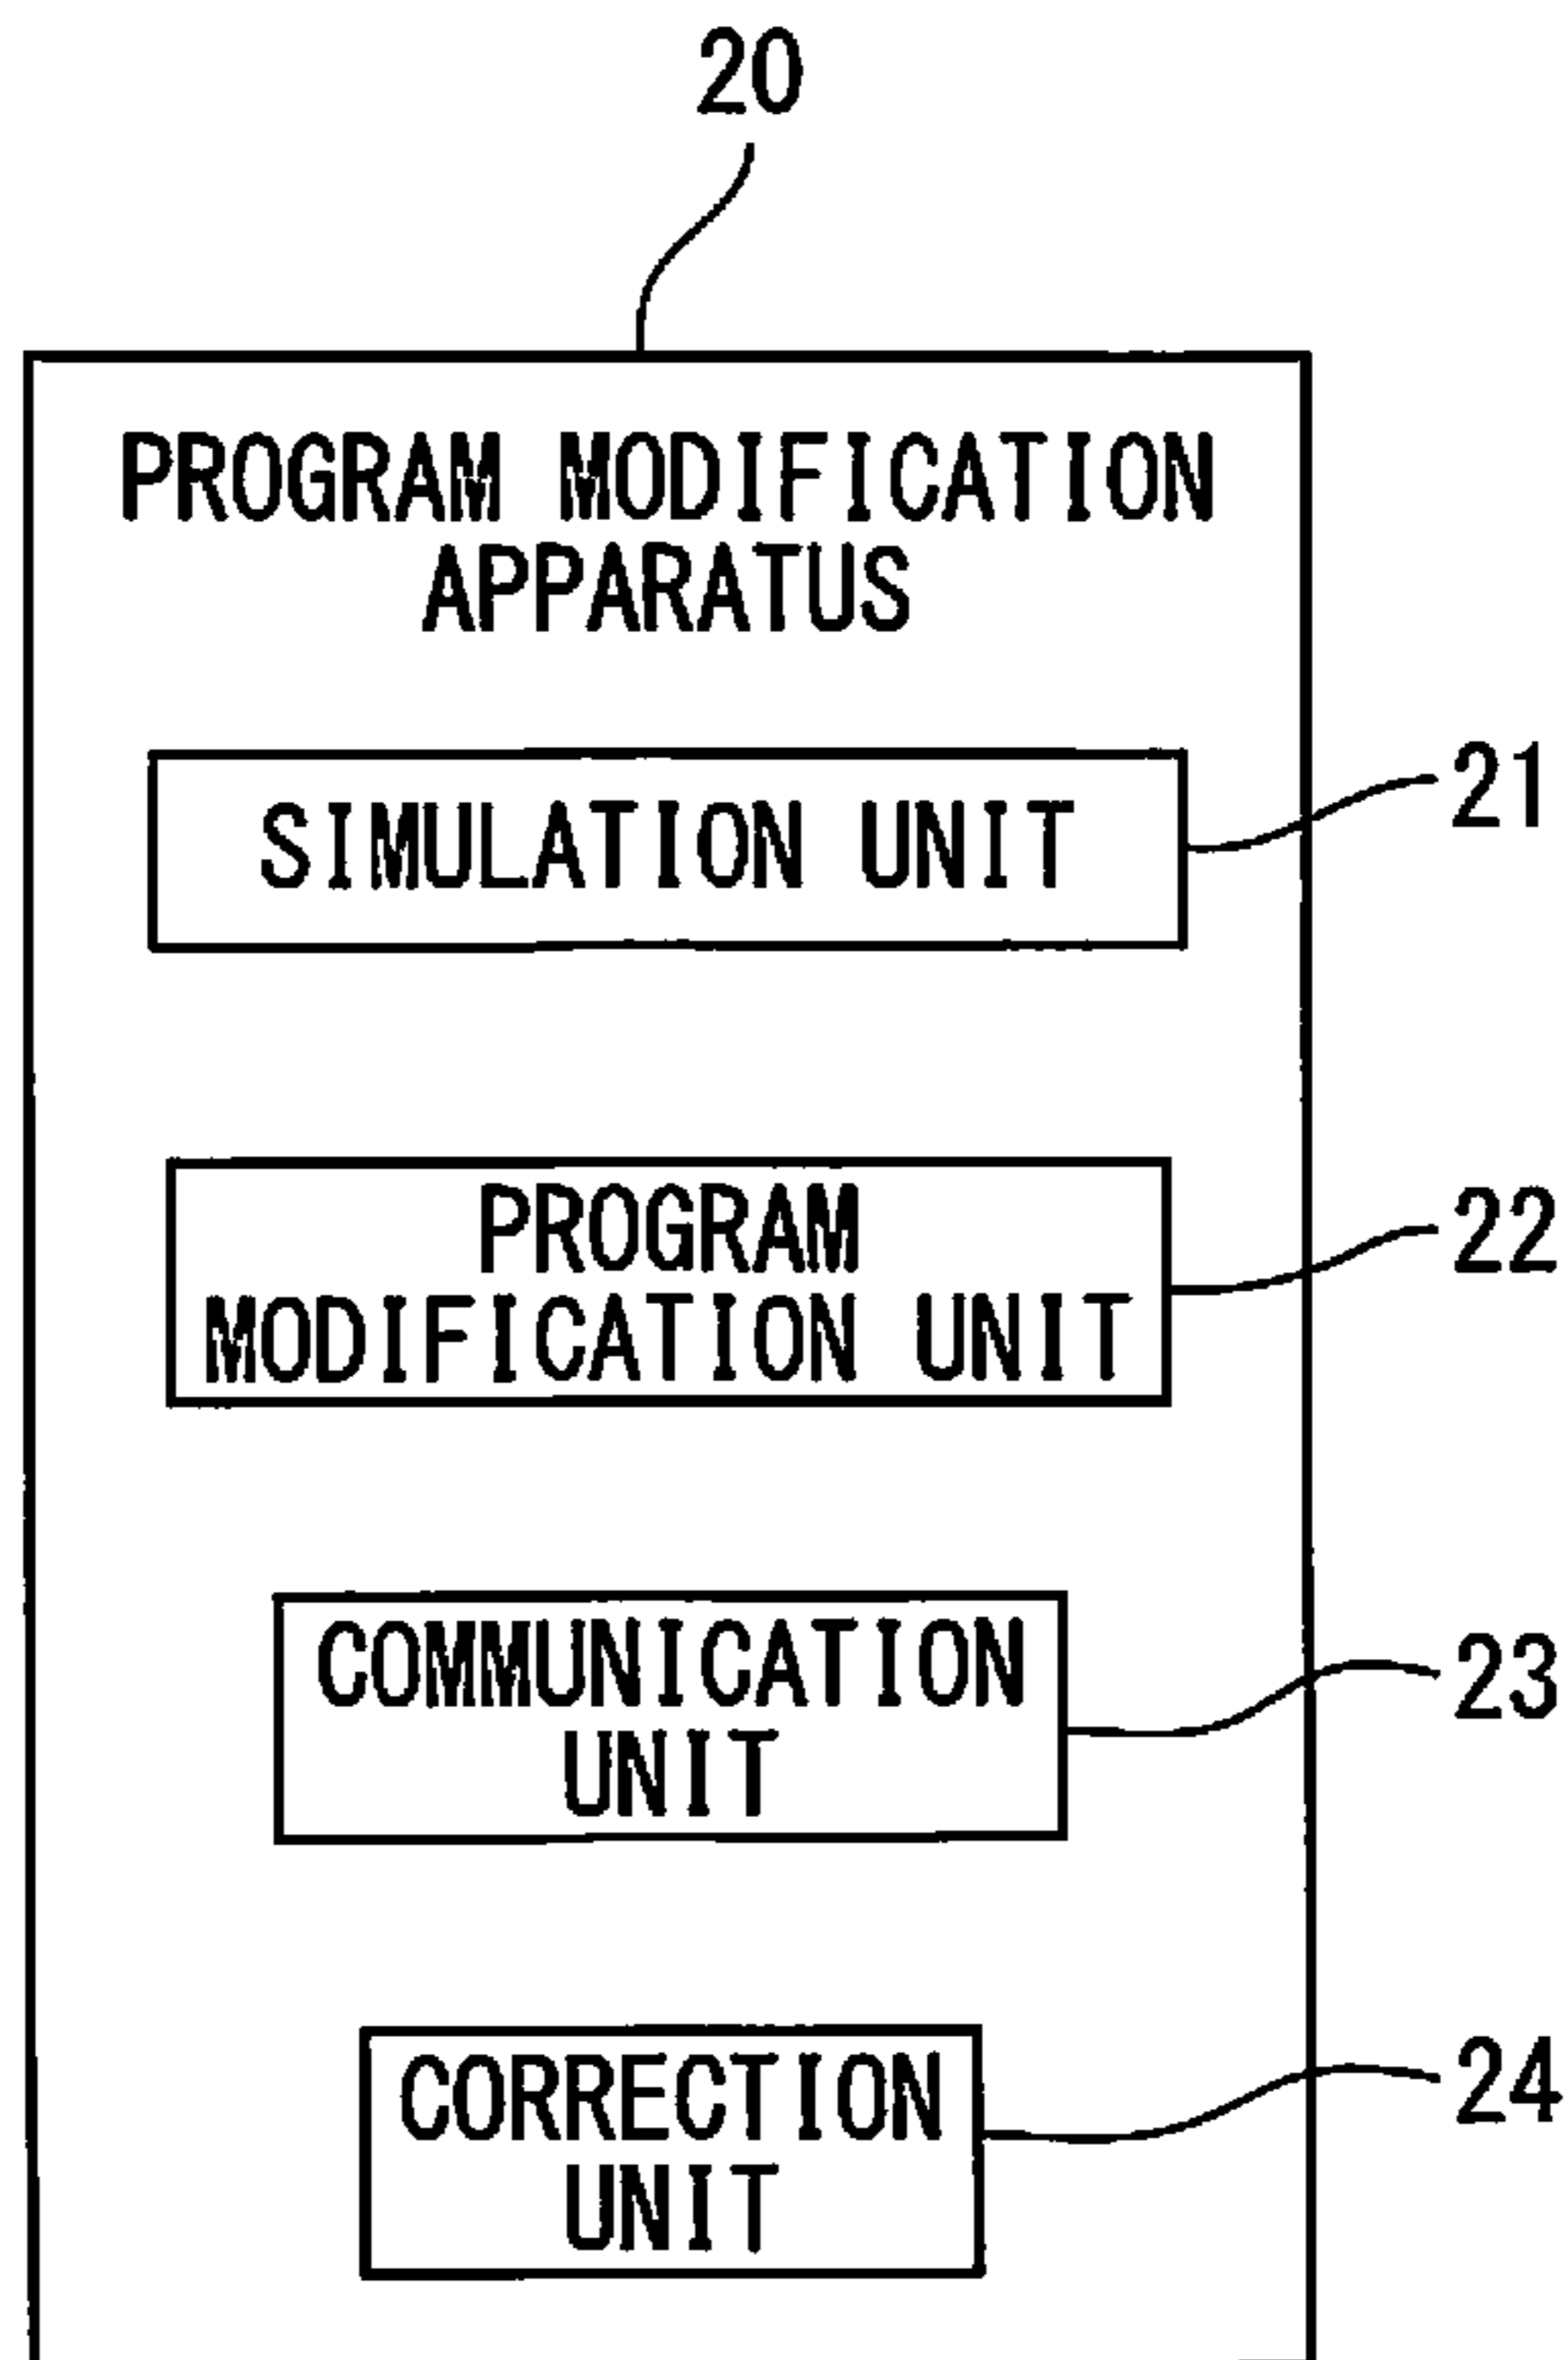 20
PROGRAM MODIFICATION
APPARATUS
SIMULATION UNIT
21
PROGRAM
MODIFICATION UNIT
22
COMMUNICATION
UNIT
23
CORRECTION
UNIT
24